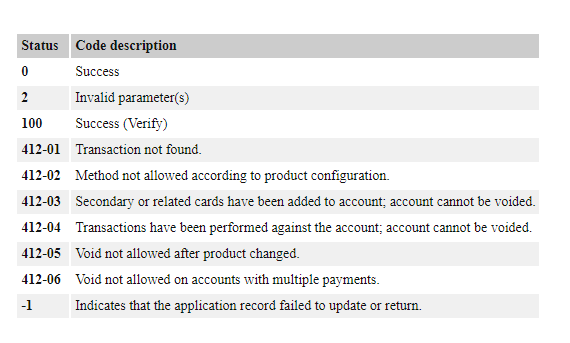 Status Code description
0 Success
2 Invalid parameter(s)
100 Success (Verify)
412-01 Transaction not found.
412-02 Method not allowed according to product configuration.
412-03 Secondary or related cards have been added to account; account cannot be voided.
412-04 Transactions have been performed against the account; account cannot be voided.
412-05 Void not allowed after product changed.
412-06 Void not allowed on accounts with multiple payments.
-1 Indicates that the application record failed to update or return.